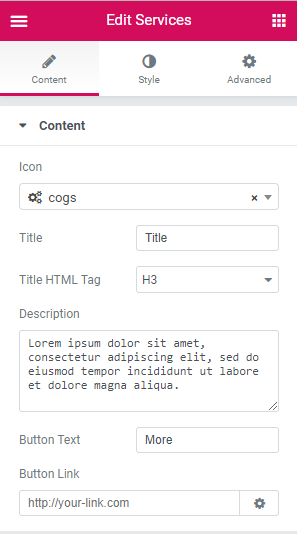 Edit Services
Content Style Advanced
Content
Icon
cogs × 
Title Title
Title HTML Tag H3
Description
Lorem ipsum dolor sit amet,
consectetur adipiscing elit, sed do
eiusmod tempor incididunt ut labore
et dolore magna aliqua.
Button Text More
Button Link
http://your-link.com